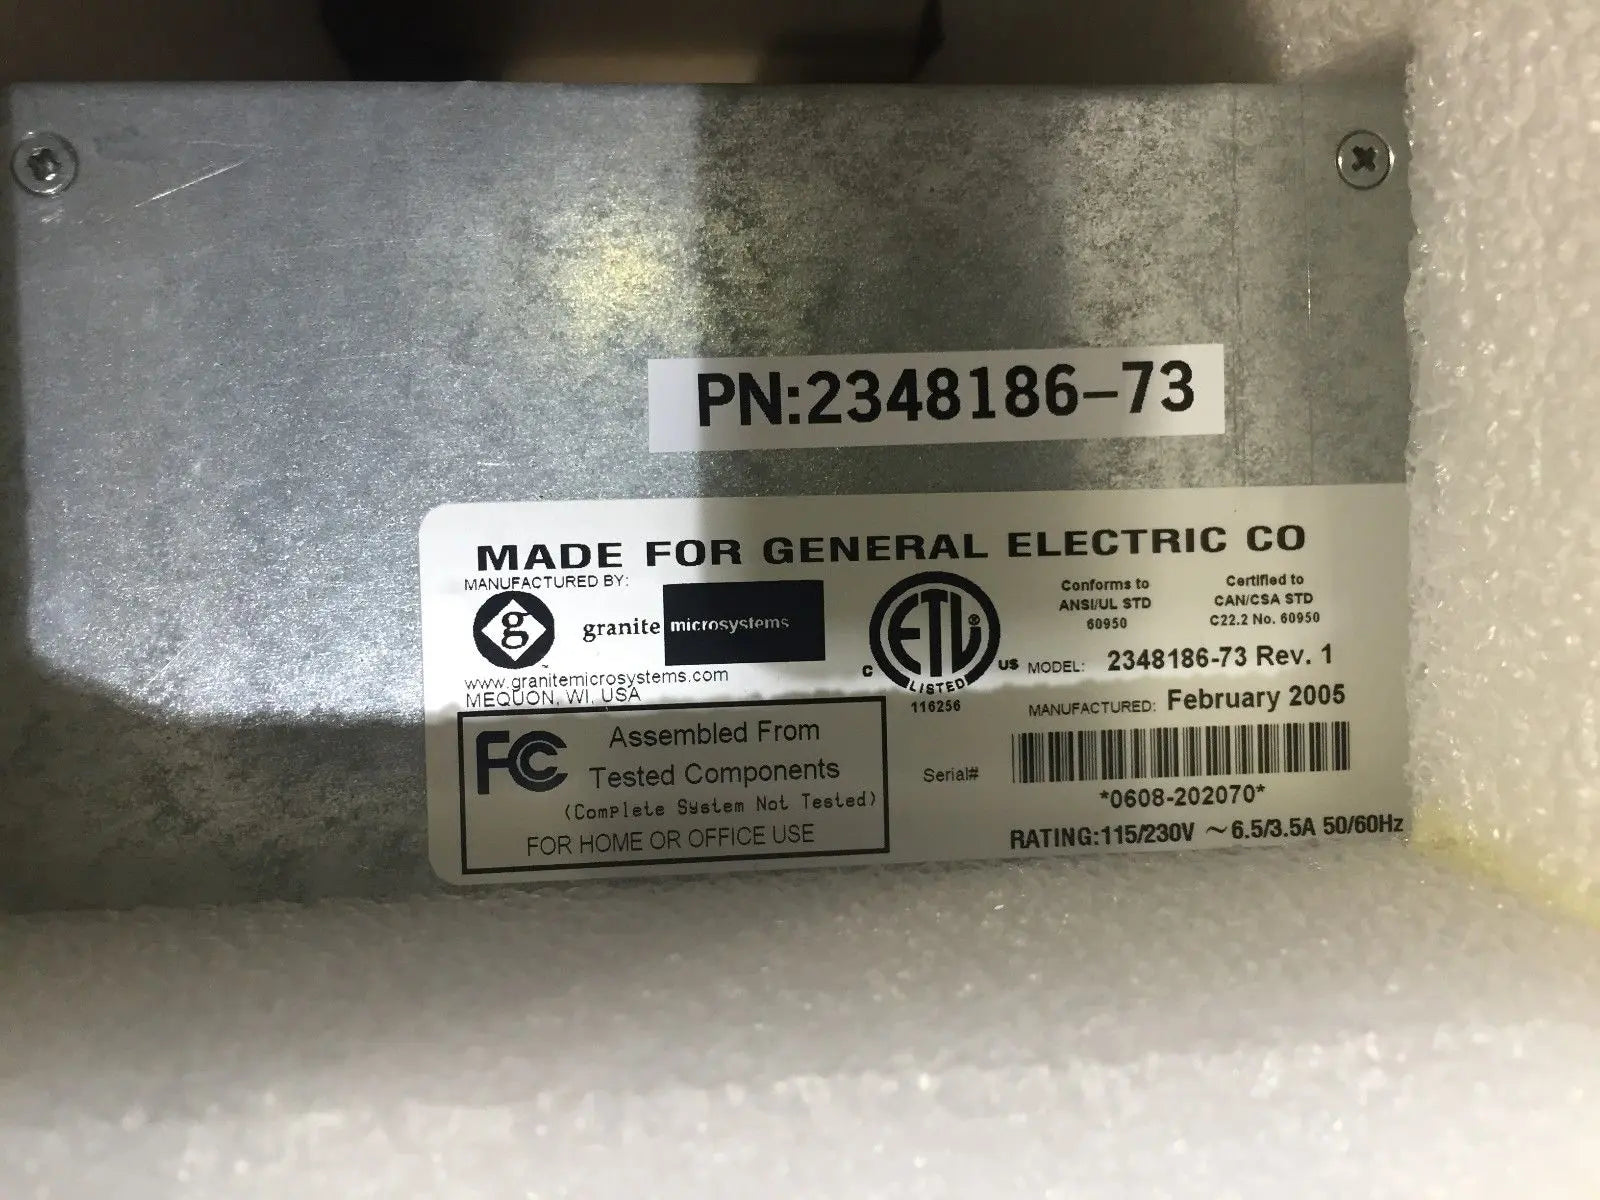 PN:2348186-73
MADE FOR GENERAL ELECTRIC CO
MANUFACTURED BY:
g
granite microsystems
™
www.granitemicrosystems.com
MEQUON, WI, USA
FC
Assembled From
Tested Components
(Complete System Not Tested)
FOR HOME OR OFFICE USE
ETL®
C
US
LISTED
116256
Conforms to
ANSI/UL STD
60950
Certified to
CAN/CSA STD
C22.2 No. 60950
MODEL: 2348186-73 Rev. 1
MANUFACTURED: February 2005
Serial#
*0608-202070*
RATING:115/230V ~6.5/3.5A 50/60Hz